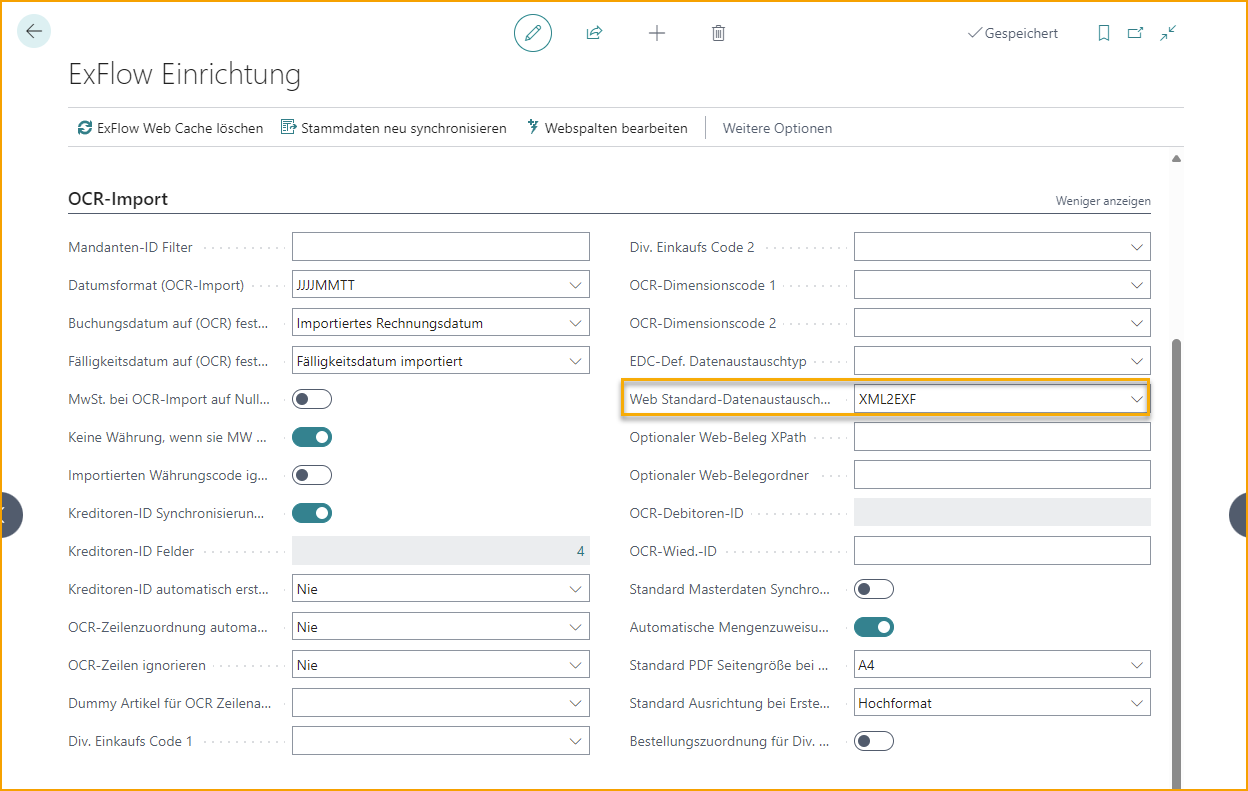 Gespeichert
ExFlow Einrichtung
ExFlow Web Cache löschen
Stammdaten neu synchronisieren
Webspalten bearbeiten
Weitere Optionen
OCR-Import
Weniger anzeigen
Mandanten-ID Filter
Datumsformat (OCR-Import)
JJJJMMTT
Buchungsdatum auf (OCR) fest...
Importiertes Rechnungsdatum
Fälligkeitsdatum auf (OCR) fest...
Fälligkeitsdatum importiert
MwSt. bei OCR-Import auf Null...
Keine Währung, wenn sie MW ...
Importierten Währungscode ig...
Kreditoren-ID Synchronisierun...
Kreditoren-ID Felder
4
Kreditoren-ID automatisch erst...
Nie
OCR-Zeilenzuordnung automa...
Nie
OCR-Zeilen ignorieren
Nie
Dummy Artikel für OCR Zeilena...
Div. Einkaufs Code 1
Div. Einkaufs Code 2
OCR-Dimensionscode 1
OCR-Dimensionscode 2
EDC-Def. Datenaustauschtyp
Web Standard-Datenaustausch...
XML2EXF
Optionaler Web-Beleg XPath
Optionaler Web-Belegordner
OCR-Debitoren-ID
OCR-Wied.-ID
Standard Masterdaten Synchro...
Automatische Mengenzuweisu...
Standard PDF Seitengröße bei ...
A4
Standard Ausrichtung bei Erste...
Hochformat
Bestellungszuordnung für Div. ...